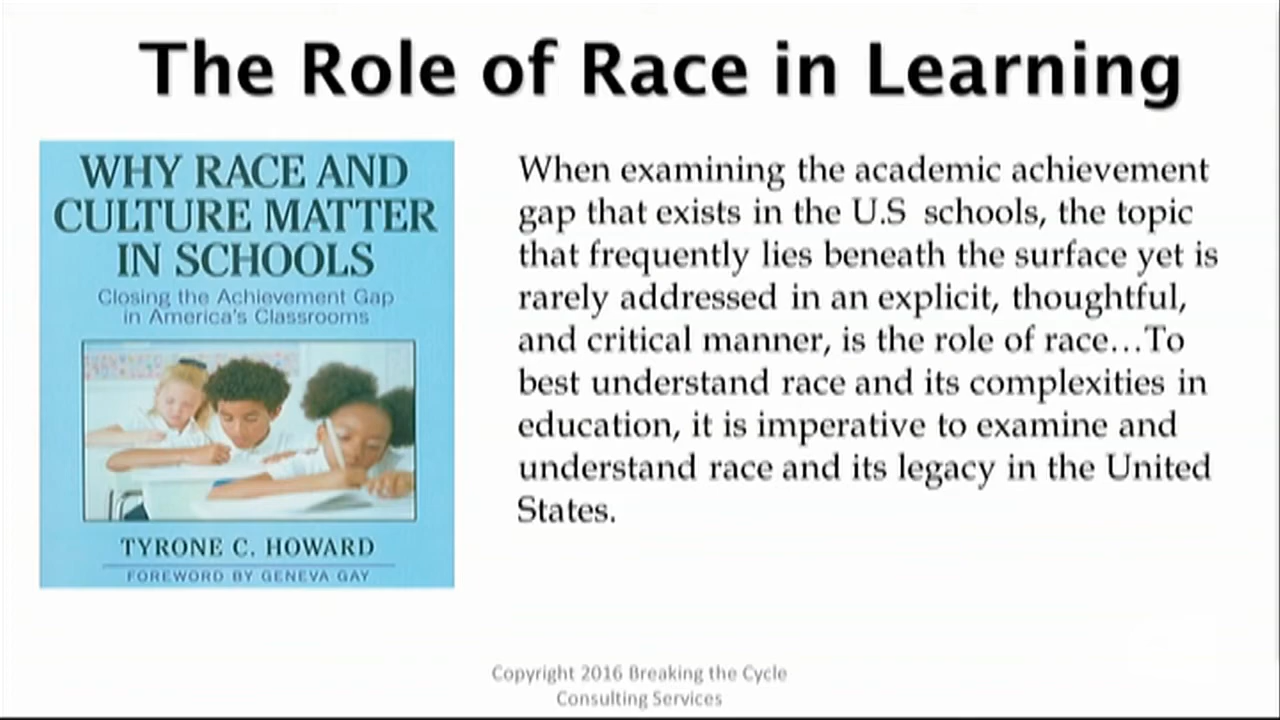 The Role of Race in Learning
WHY RACE AND
CULTURE MATTER
IN SCHOOLS
Closing the Achievement Gap
in America's Classrooms
TYRONE C. HOWARD
FOREWORD BY GENEVA GAY
When examining the academic achievement
gap that exists in the U.S schools, the topic
that frequently lies beneath the surface yet is
rarely addressed in an explicit, thoughtful,
and critical manner, is the role of race...To
best understand race and its complexities in
education, it is imperative to examine and
understand race and its legacy in the United
States.
Copyright 2016 Breaking the Cycle
Consulting Services